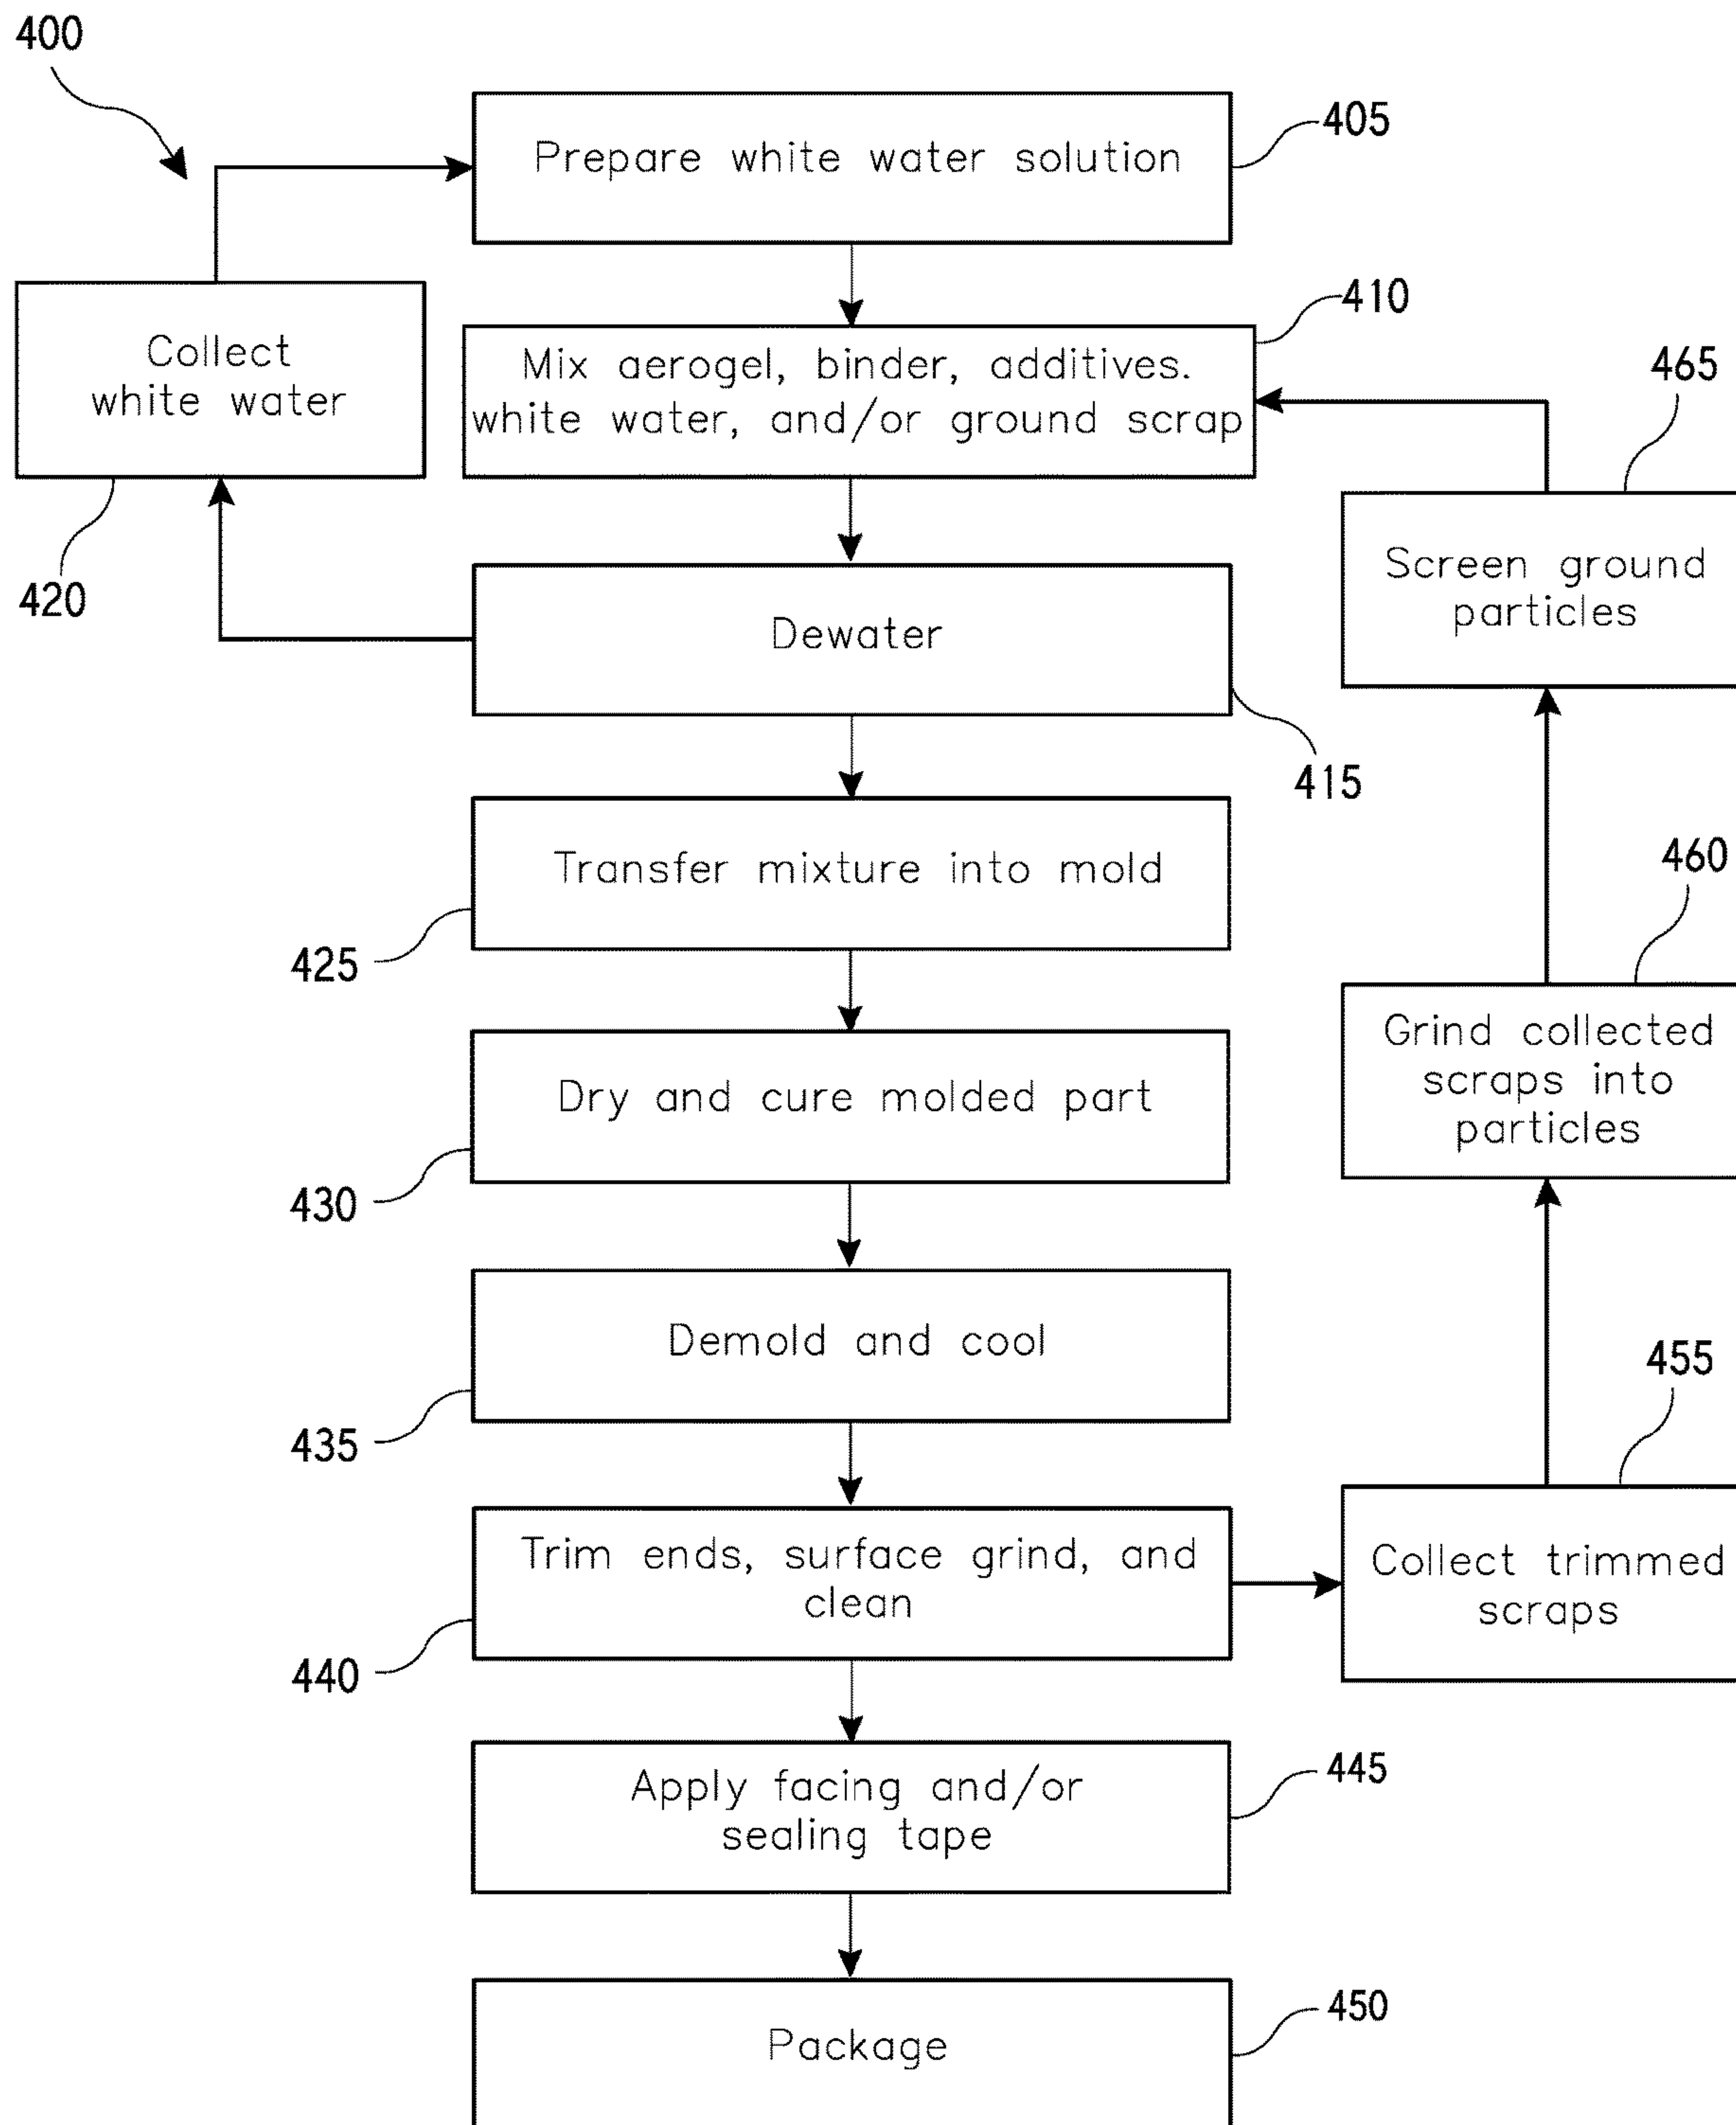 400
Prepare white water solution
405
Collect
white water
420
Mix aerogel, binder, additives.
white water, and/or ground scrap
410
465
Screen ground
particles
Dewater
415
Transfer mixture into mold
425
460
Grind collected
scraps into
particles
Dry and cure molded part
430
Demold and cool
435
455
Trim ends, surface grind, and
clean
440
Collect trimmed
scraps
Apply facing and/or
sealing tape
445
Package
450